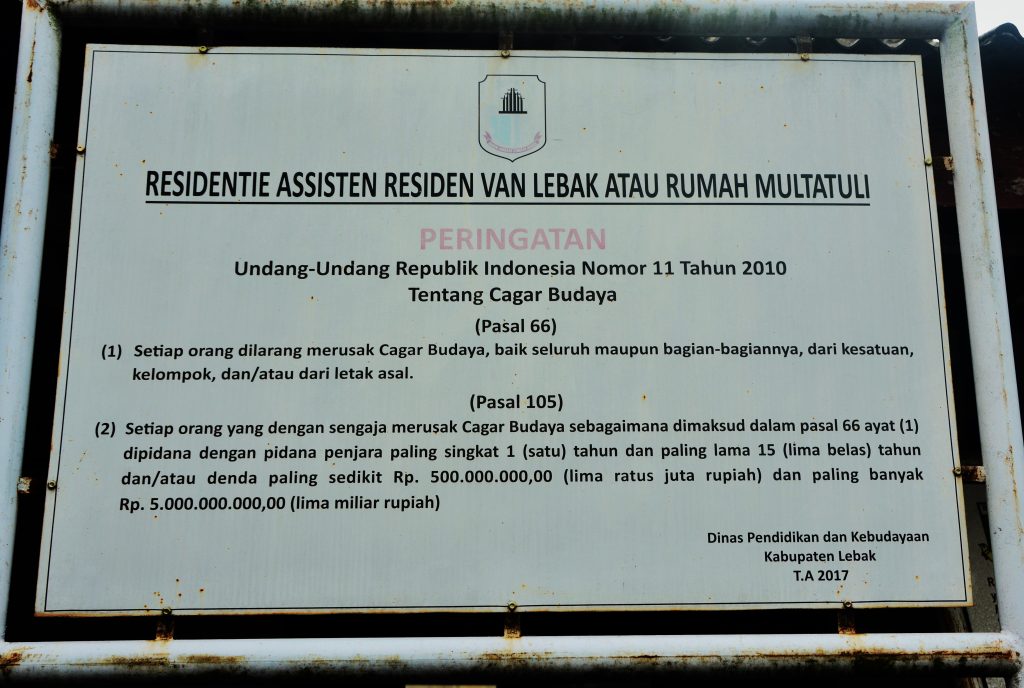 RESIDENTIE ASSISTEN RESIDEN VAN LEBAK ATAU RUMAH MULTATULI
PERINGATAN
Undang-Undang Republik Indonesia Nomor 11 Tahun 2010
Tentang Cagar Budaya
(Pasal 66)
(1) Setiap orang dilarang merusak Cagar Budaya, baik seluruh maupun bagian-bagiannya, dari kesatuan,
kelompok, dan/atau dari letak asal.
(Pasal 105)
(2) Setiap orang yang dengan sengaja merusak Cagar Budaya sebagaimana dimaksud dalam pasal 66 ayat (1)
dipidana dengan pidana penjara paling singkat 1 (satu) tahun dan paling lama 15 (lima belas) tahun
dan/atau denda paling sedikit Rp. 500.000.000,00 (lima ratus juta rupiah) dan paling banyak
Rp. 5.000.000.000,00 (lima miliar rupiah)
Dinas Pendidikan dan Kebudayaan
Kabupaten Lebak
T.A 2017